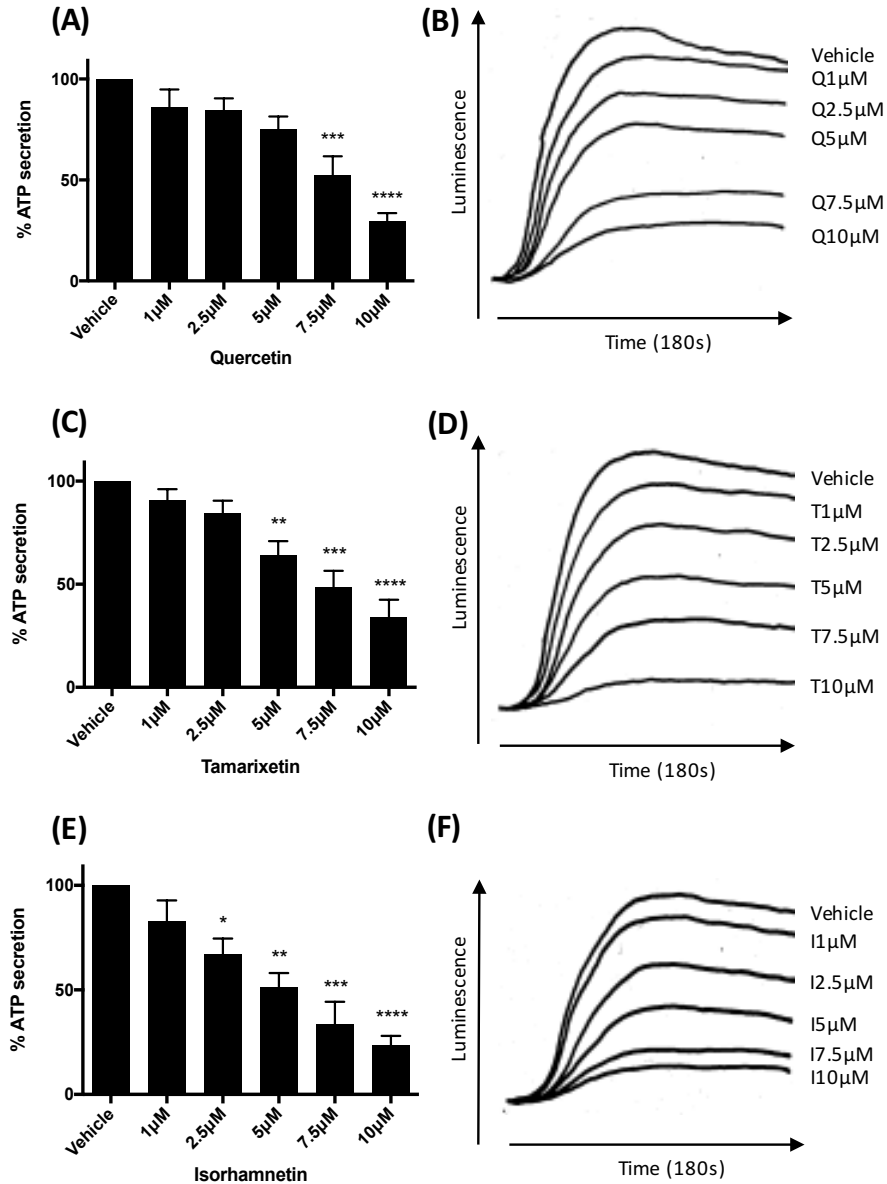 (A)
% ATP secretion
100
50
0
***
****
Vehicle
1µM
2.5µM
5µM
7.5µM
10µM
Quercetin
(B)
Luminescence
Vehicle
Q1µM
Q2.5µM
Q5µM
Q7.5µM
Q10µM
Time (180s)
(C)
% ATP secretion
100
50
0
**
***
****
Vehicle
1µM
2.5µM
5µM
7.5µM
10µM
Tamarixetin
(D)
Luminescence
Vehicle
T1µM
T2.5µM
T5µM
T7.5µM
T10µM
Time (180s)
(E)
% ATP secretion
100
50
0
*
**
***
****
Vehicle
1µM
2.5µM
5µM
7.5µM
10µM
Isorhamnetin
(F)
Luminescence
Vehicle
I1µM
I2.5µM
I5µM
I7.5µM
I10µM
Time (180s)